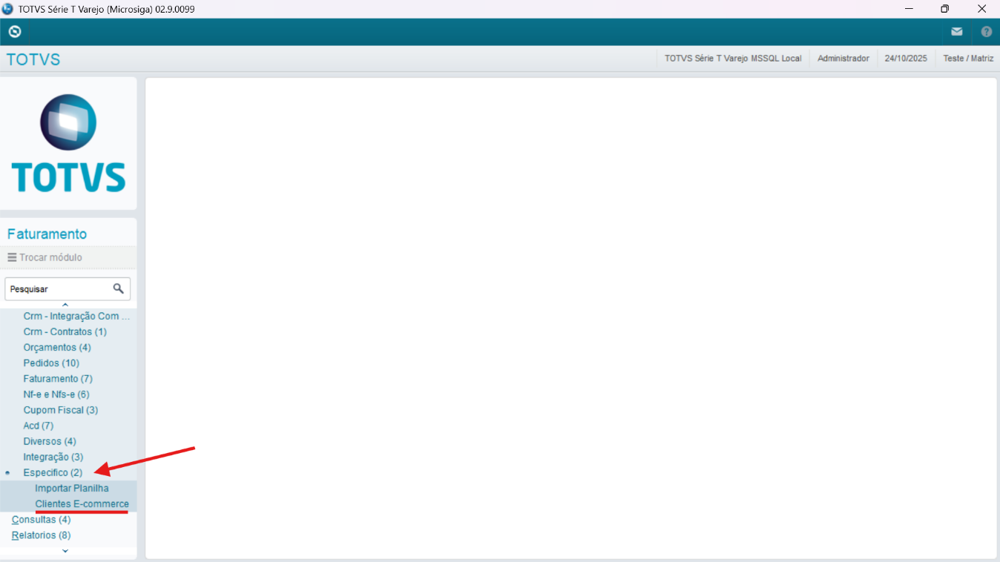 TOTVS Série T Varejo (Microsiga) 02.9.0099
TOTVS
TOTVS Série T Varejo MSSQL Local
Administrador
24/10/2025
Teste / Matriz
TOTVS
Faturamento
Trocar módulo
Pesquisar
Crm - Integração Com ...
Crm - Contratos (1)
Orçamentos (4)
Pedidos (10)
Faturamento (7)
Nf-e e Nfs-e (6)
Cupom Fiscal (3)
Acd (7)
Diversos (4)
Integração (3)
Especifico (2)
Importar Planilha
Clientes E-commerce
Consultas (4)
Relatorios (8)